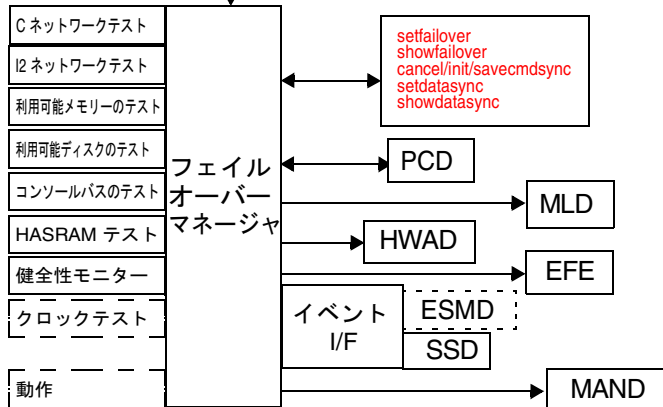 C ネットワークテスト
I2 ネットワークテスト
利用可能メモリーのテスト
利用可能ディスクのテスト
コンソールバスのテスト
HASRAM テスト
健全性モニター
クロックテスト
動作
フェイル
オーバー
マネージャ
setfailover
showfailover
cancel/init/savecmdsync
setdatasync
showdatasync
PCD
MLD
HWAD
EFE
イベント
I/F
ESMD
SSD
MAND